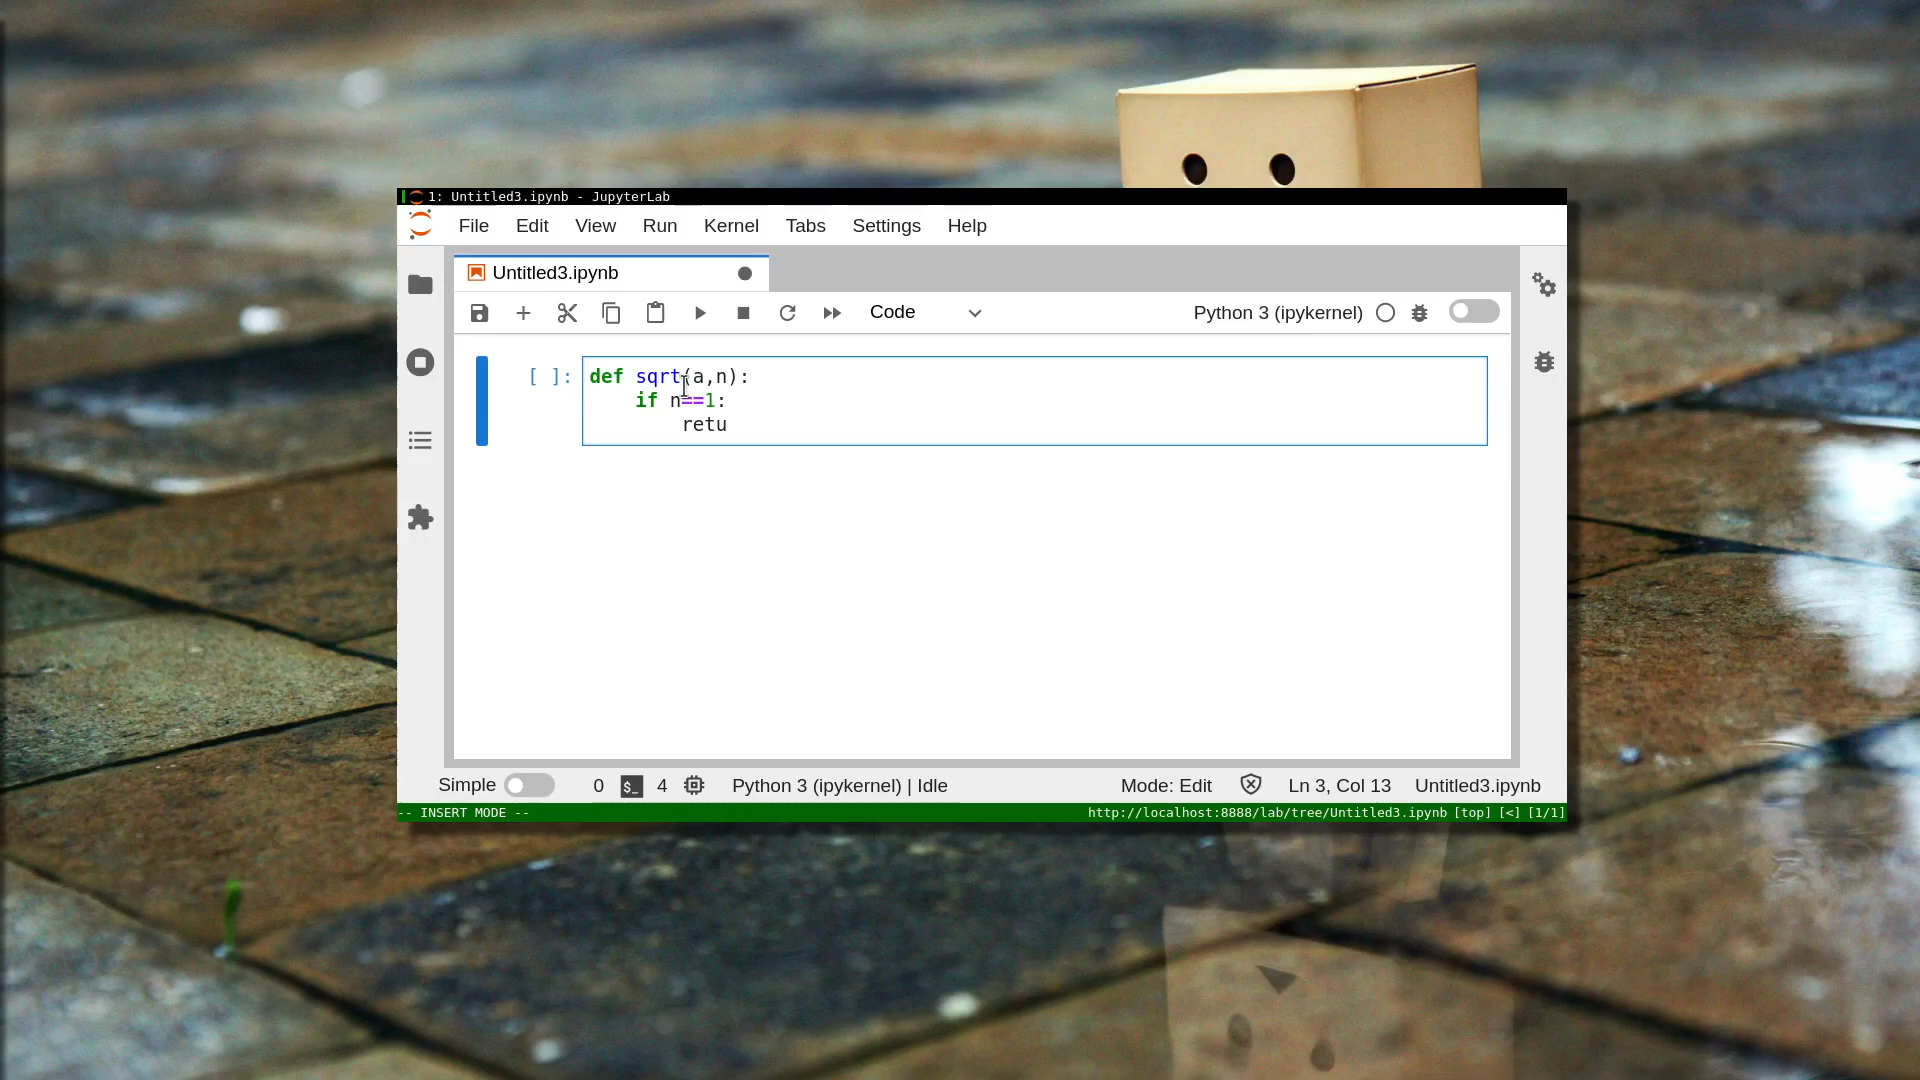 1: Untitled3.ipynb - JupyterLab
File Edit View Run Kernel Tabs Settings Help
Untitled3.ipynb
Code Python 3 (ipykernel)
[ ]: def sqrt(a,n):
if n==1:
retu
Simple 0 $_ 4 Python 3 (ipykernel) | Idle Mode: Edit Ln 3, Col 13 Untitled3.ipynb
-- INSERT MODE -- http://localhost:8888/lab/tree/Untitled3.ipynb [top] [<] [1/1]